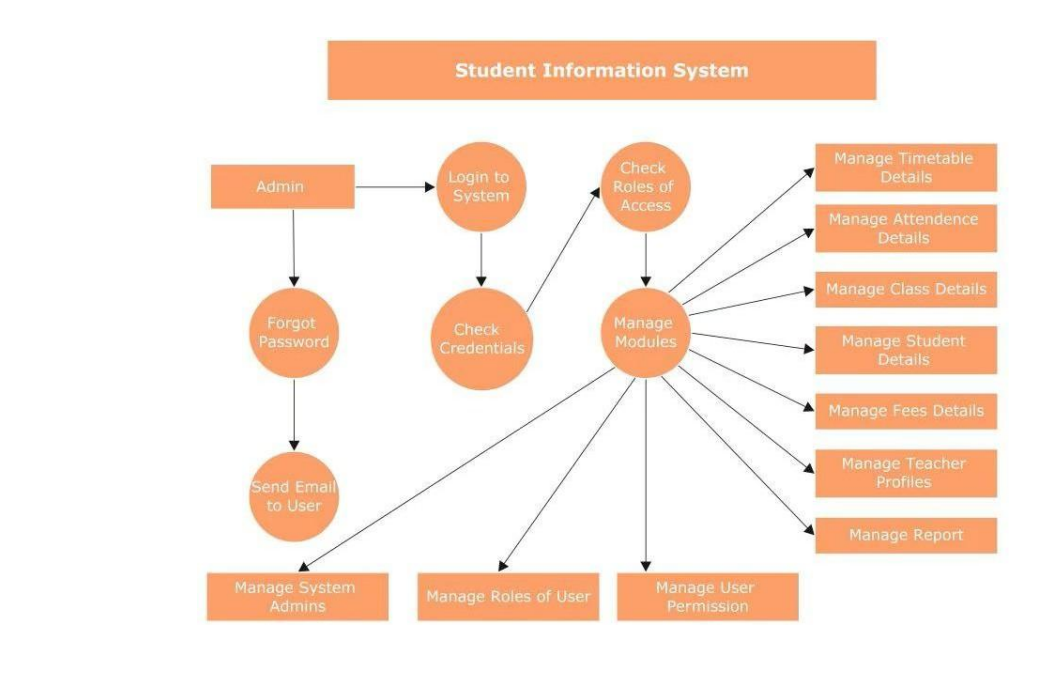 Student Information System
Admin
Login to
System
Check
Roles of
Access
Manage Timetable
Details
Manage Attendence
Details
Manage Class Details
Forgot
Password
Check
Credentials
Manage
Modules
Manage Student
Details
Manage Fees Details
Manage Teacher
Profiles
Send Email
to User
Manage Report
Manage System
Admins
Manage Roles of User
Manage User
Permission